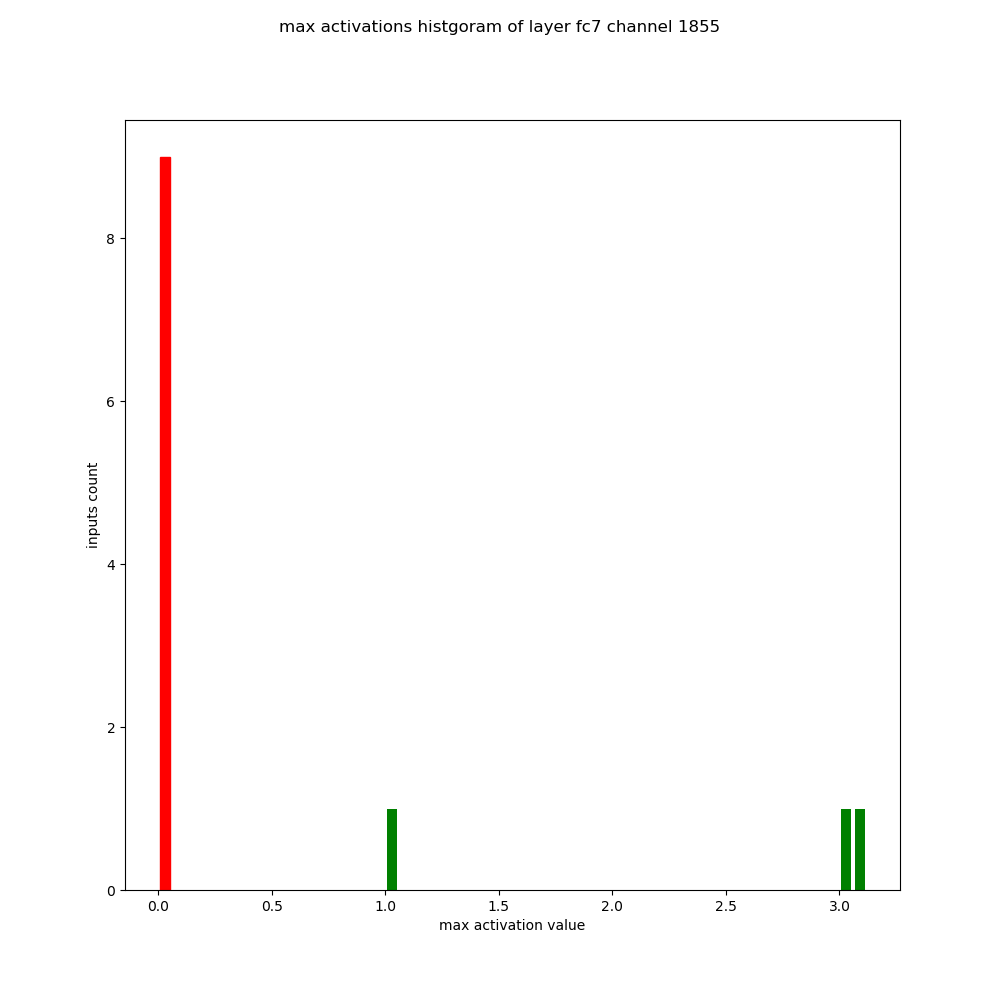 max activations histgoram of layer fc7 channel 1855
8
6
4
2
0
inputs count
0.0 0.5 1.0 1.5 2.0 2.5 3.0
max activation value